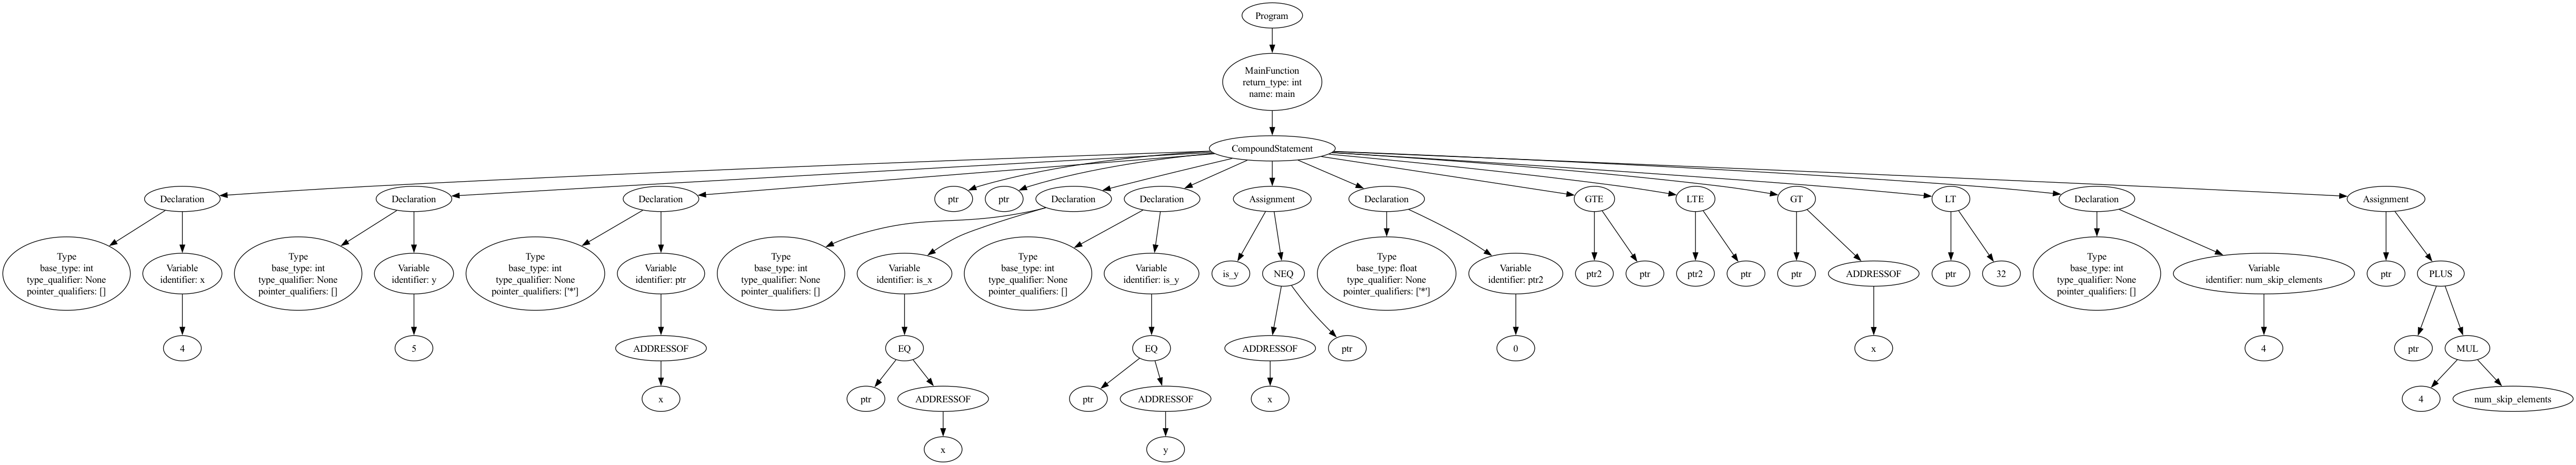 Program
MainFunction
return_type: int
name: main
CompoundStatement
Declaration
Declaration
Declaration
ptr
ptr
Declaration
Declaration
Assignment
Declaration
GTE
LTE
GT
LT
Declaration
Assignment
Type
base_type: int
type_qualifier: None
pointer_qualifiers: []
Variable
identifier: x
Type
base_type: int
type_qualifier: None
pointer_qualifiers: []
Variable
identifier: y
Type
base_type: int
type_qualifier: None
pointer_qualifiers: ['*']
Variable
identifier: ptr
Type
base_type: int
type_qualifier: None
pointer_qualifiers: []
Variable
identifier: is_x
Type
base_type: int
type_qualifier: None
pointer_qualifiers: []
Variable
identifier: is_y
is_y
NEQ
Type
base_type: float
type_qualifier: None
pointer_qualifiers: ['*']
Variable
identifier: ptr2
ptr2
ptr
ptr2
ptr
ptr
ADDRESSOF
ptr
32
Type
base_type: int
type_qualifier: None
pointer_qualifiers: []
Variable
identifier: num_skip_elements
ptr
PLUS
4
5
ADDRESSOF
EQ
EQ
ADDRESSOF
ptr
0
x
4
ptr
MUL
x
ptr
ADDRESSOF
ptr
ADDRESSOF
x
4
num_skip_elements
x
y